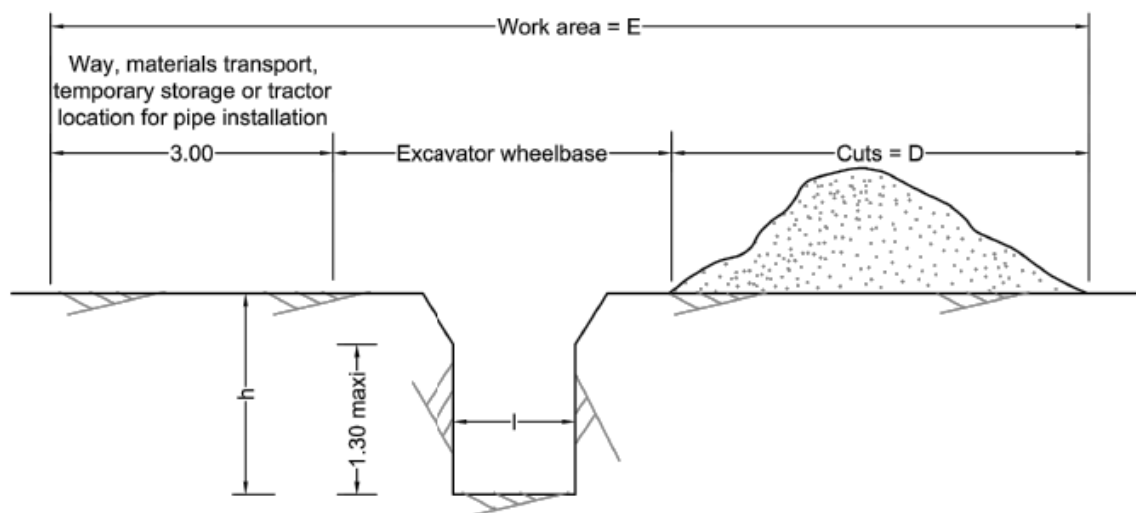 Work area = E
Way, materials transport,
temporary storage or tractor
location for pipe installation
3.00
Excavator wheelbase
Cuts = D
h
1.30 maxi
l